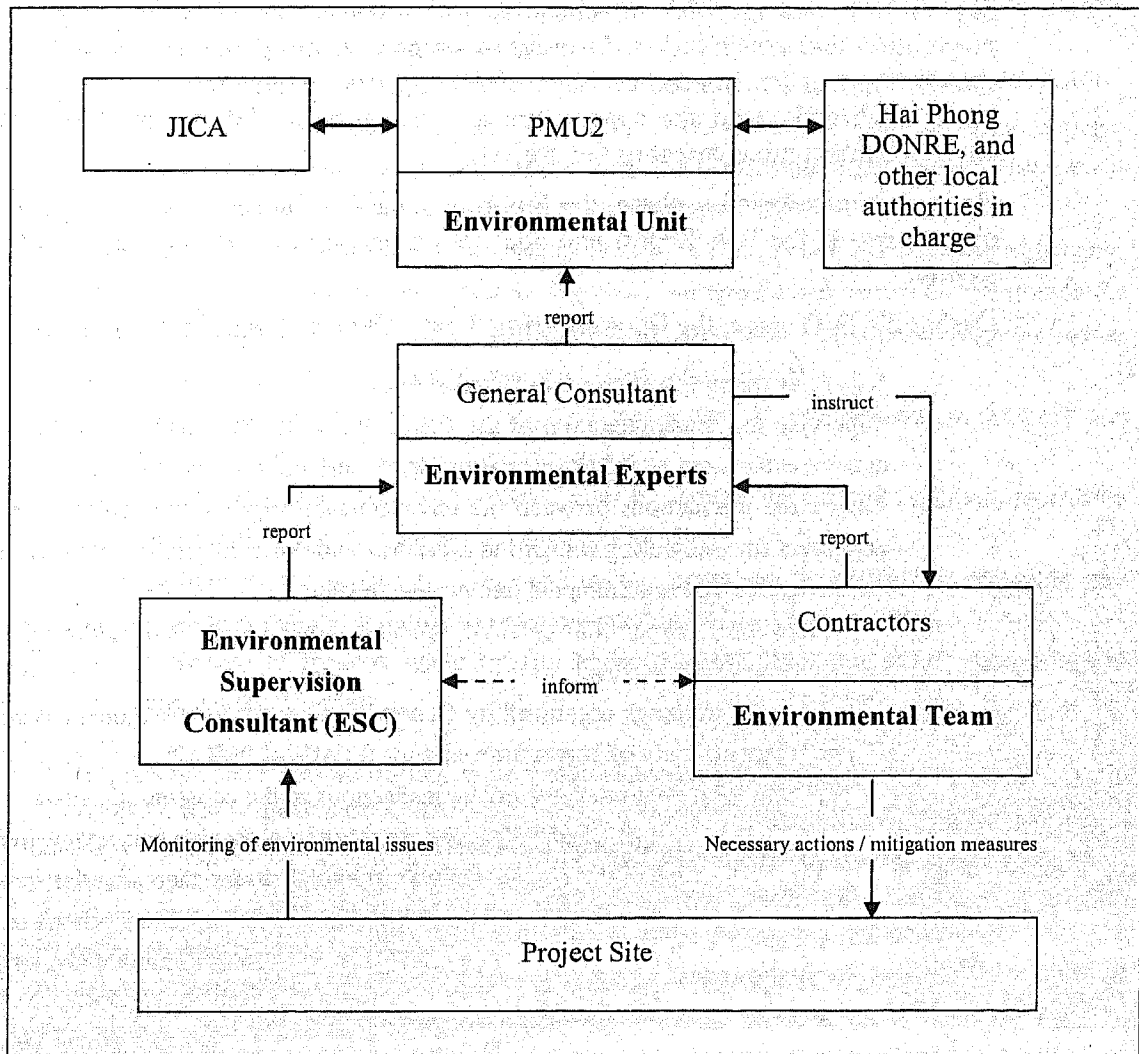 JICA
PMU2
Environmental Unit
Hai Phong
DONRE, and
other local
authorities in
charge
report
General Consultant
Environmental Experts
instruct
report
report
Environmental
Supervision
Consultant (ESC)
inform
Contractors
Environmental Team
Monitoring of environmental issues
Necessary actions / mitigation measures
Project Site